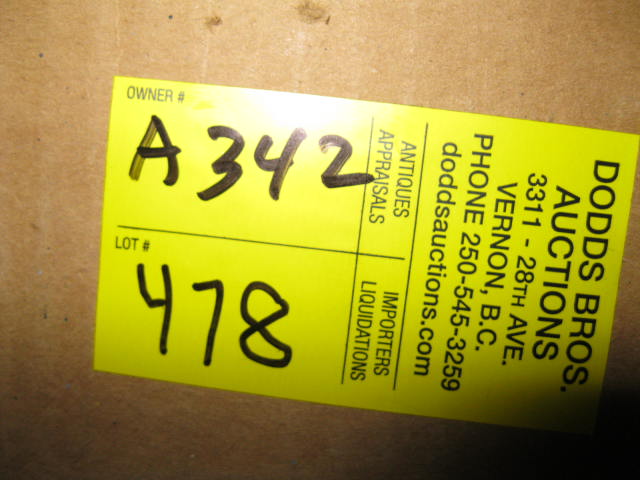 OWNER #
A342
LOT #
478
ANTIQUES
APPRAISALS
IMPORTERS
LIQUIDATIONS
DODDS BROS.
AUCTIONS
3311 - 28TH AVE.
VERNON, B.C.
PHONE 250-545-3259
doddsauctions.com